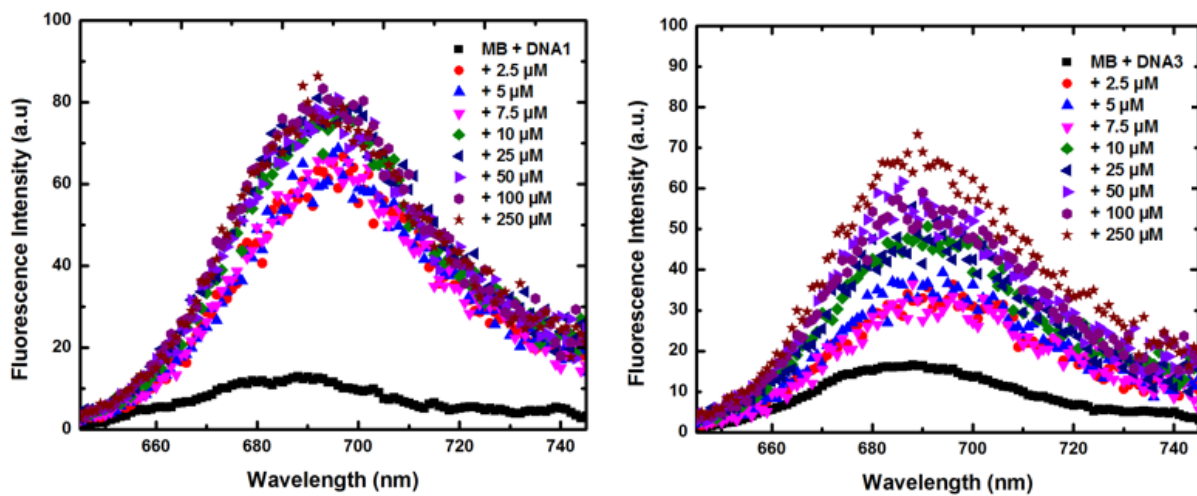 100
80
60
40
20
0
660
680
700
720
740
Fluorescence Intensity (a.u)
Wavelength (nm)
MB + DNA1
+ 2.5 µM
+ 5 µM
+ 7.5 µM
+ 10 µM
+ 25 µM
+ 50 µM
+ 100 µM
+ 250 µM
100
90
80
70
60
50
40
30
20
10
0
660
680
700
720
740
Fluorescence Intensity (a.u.)
Wavelength (nm)
MB + DNA3
+ 2.5 µM
+ 5 µM
+ 7.5 µM
+ 10 µM
+ 25 µM
+ 50 µM
+ 100 µM
+ 250 µM